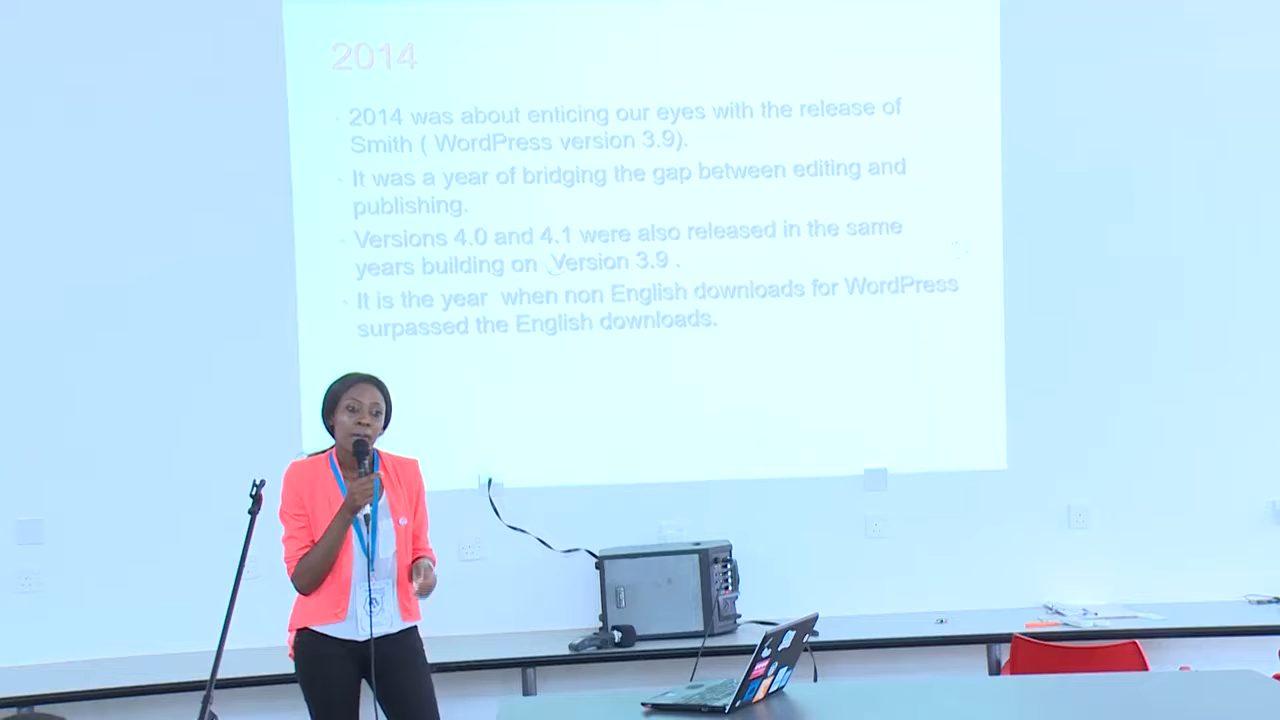 2014
2014 was about enticing our eyes with the release of
Smith ( WordPress version 3.9).
It was a year of bridging the gap between editing and
publishing.
Versions 4.0 and 4.1 were also released in the same
years building on Version 3.9 .
It is the year when non English downloads for WordPress
surpassed the English downloads.